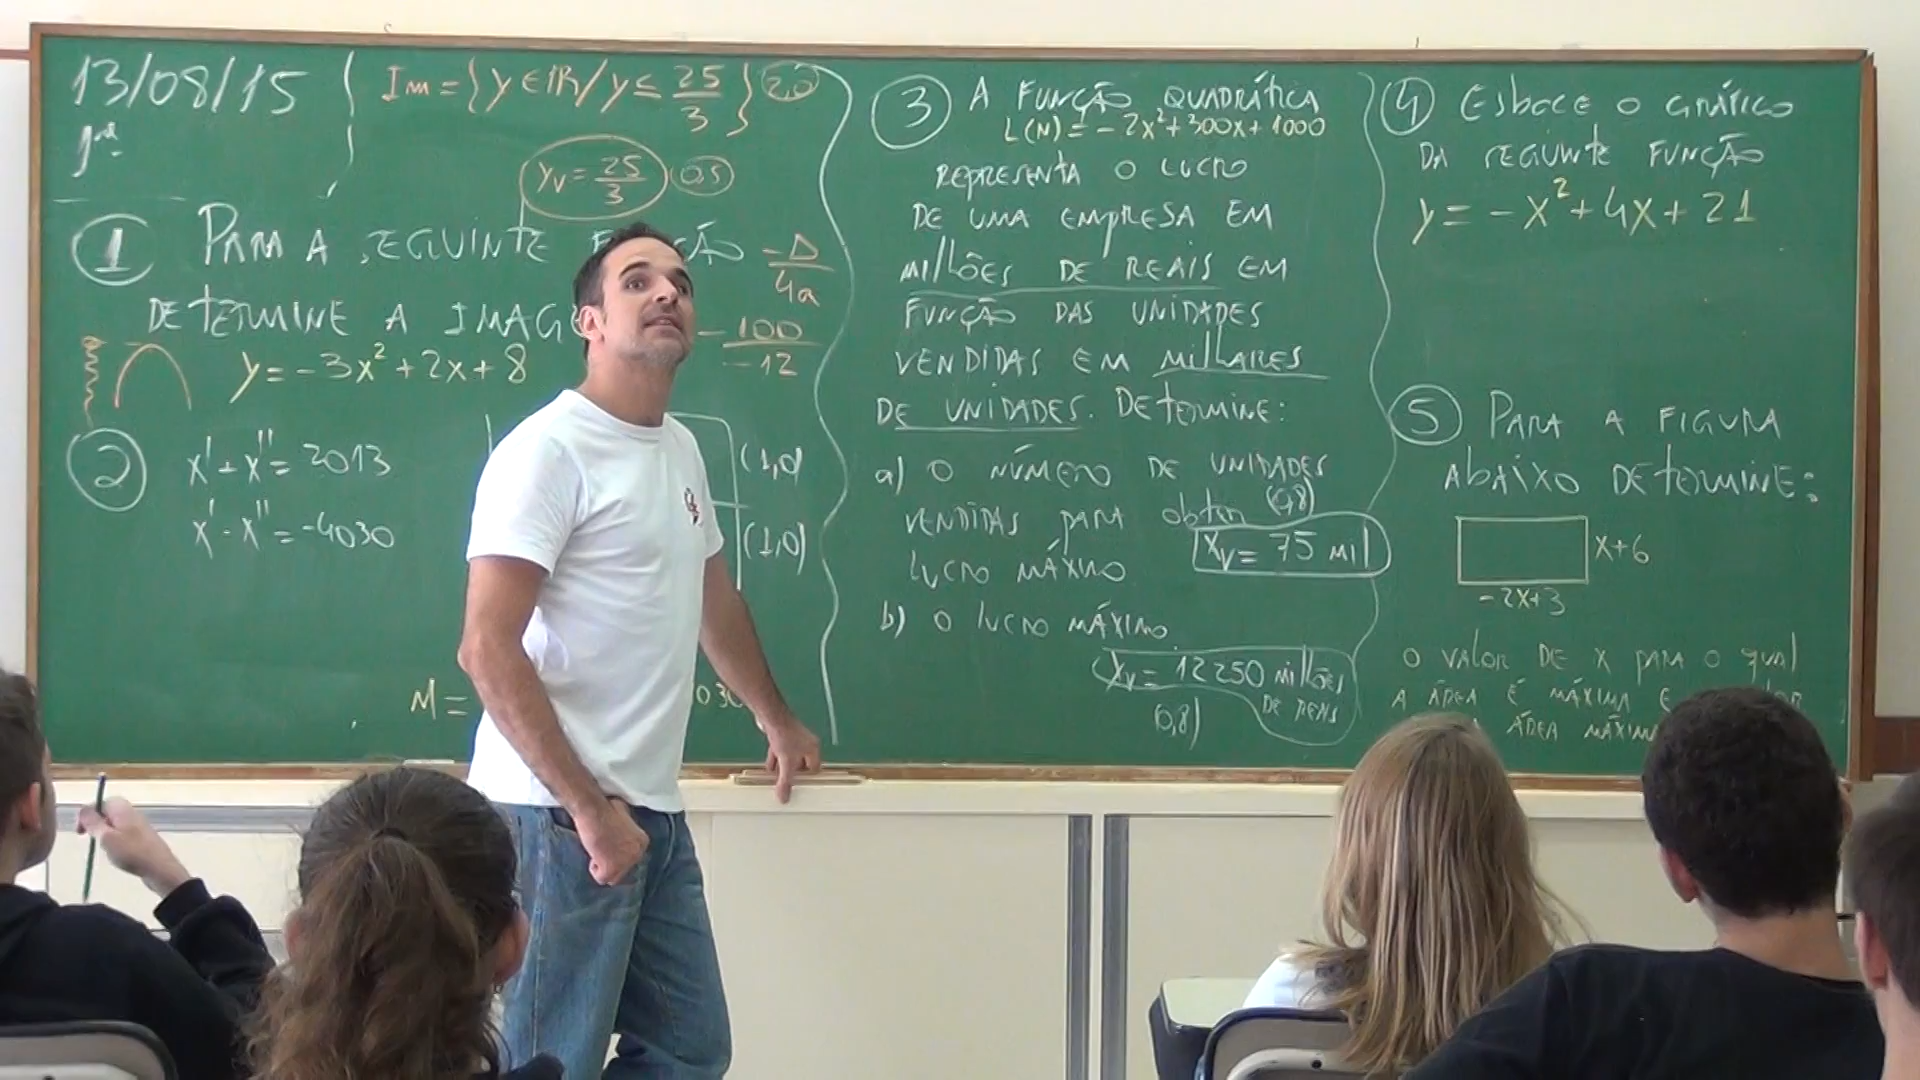 13/08/15
Im = {y ∈ IR / y ≤ 25/3} 2,0
yv = 25/3 0,5
1 PARA A SEGUINTE
-Δ/4a
DETERMINE A
-100/-12
y = -3x² + 2x + 8
2 x' + x'' = 2013
x' · x'' = -4030
(1,0)
(1,0)
M =
3 A FUNÇÃO QUADRÁTICA
L(N) = -2x² + 300x + 1000
REPRESENTA O LUCRO
DE UMA EMPRESA EM
MILHÕES DE REAIS EM
FUNÇÃO DAS UNIDADES
VENDIDAS EM MILHARES
DE UNIDADES. DETERMINE:
a) O NÚMERO DE UNIDADES
VENDIDAS PARA obter (0,8)
LUCRO MÁXIMO
xv = 75 MIL
b) O LUCRO MÁXIMO
yv = 12250 MILHÕES
DE REAIS
(0,8)
4 ESBOCE O GRÁFICO
DA SEGUINTE FUNÇÃO
y = -x² + 4x + 21
5 PARA A FIGURA
ABAIXO DETERMINE:
x+6
-2x+3
O VALOR DE X PARA O qual
A ÁREA É MÁXIMA E
ÁREA